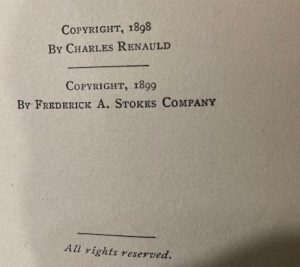 COPYRIGHT, 1898
BY CHARLES RENAULD
COPYRIGHT, 1899
BY FREDERICK A. STOKES COMPANY
All rights reserved.